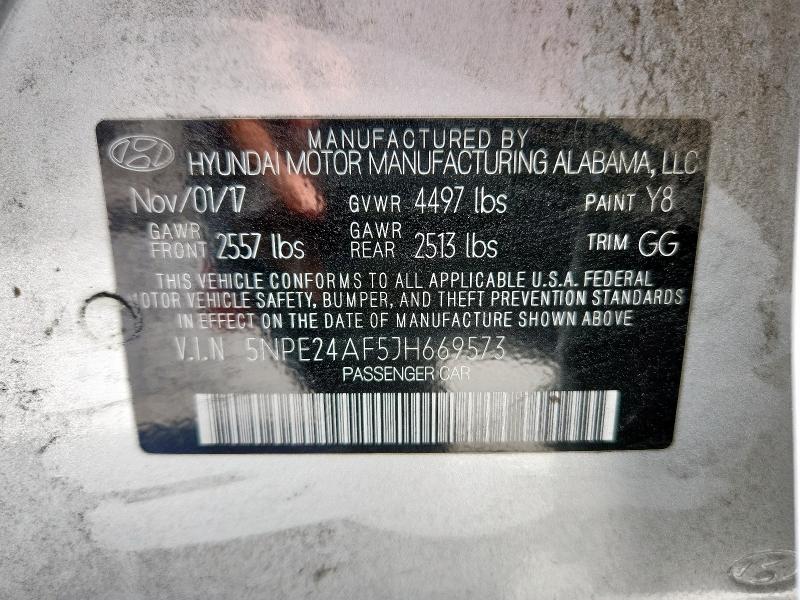 MANUFACTURED BY
HYUNDAI MOTOR MANUFACTURING ALABAMA, LLC
Nov/01/17 GVWR 4497 lbs PAINT Y8
GAWR FRONT 2557 lbs GAWR REAR 2513 lbs TRIM GG
THIS VEHICLE CONFORMS TO ALL APPLICABLE U.S.A. FEDERAL
MOTOR VEHICLE SAFETY, BUMPER, AND THEFT PREVENTION STANDARDS
IN EFFECT ON THE DATE OF MANUFACTURE SHOWN ABOVE
V.I.N 5NPE24AF5JH669573
PASSENGER CAR